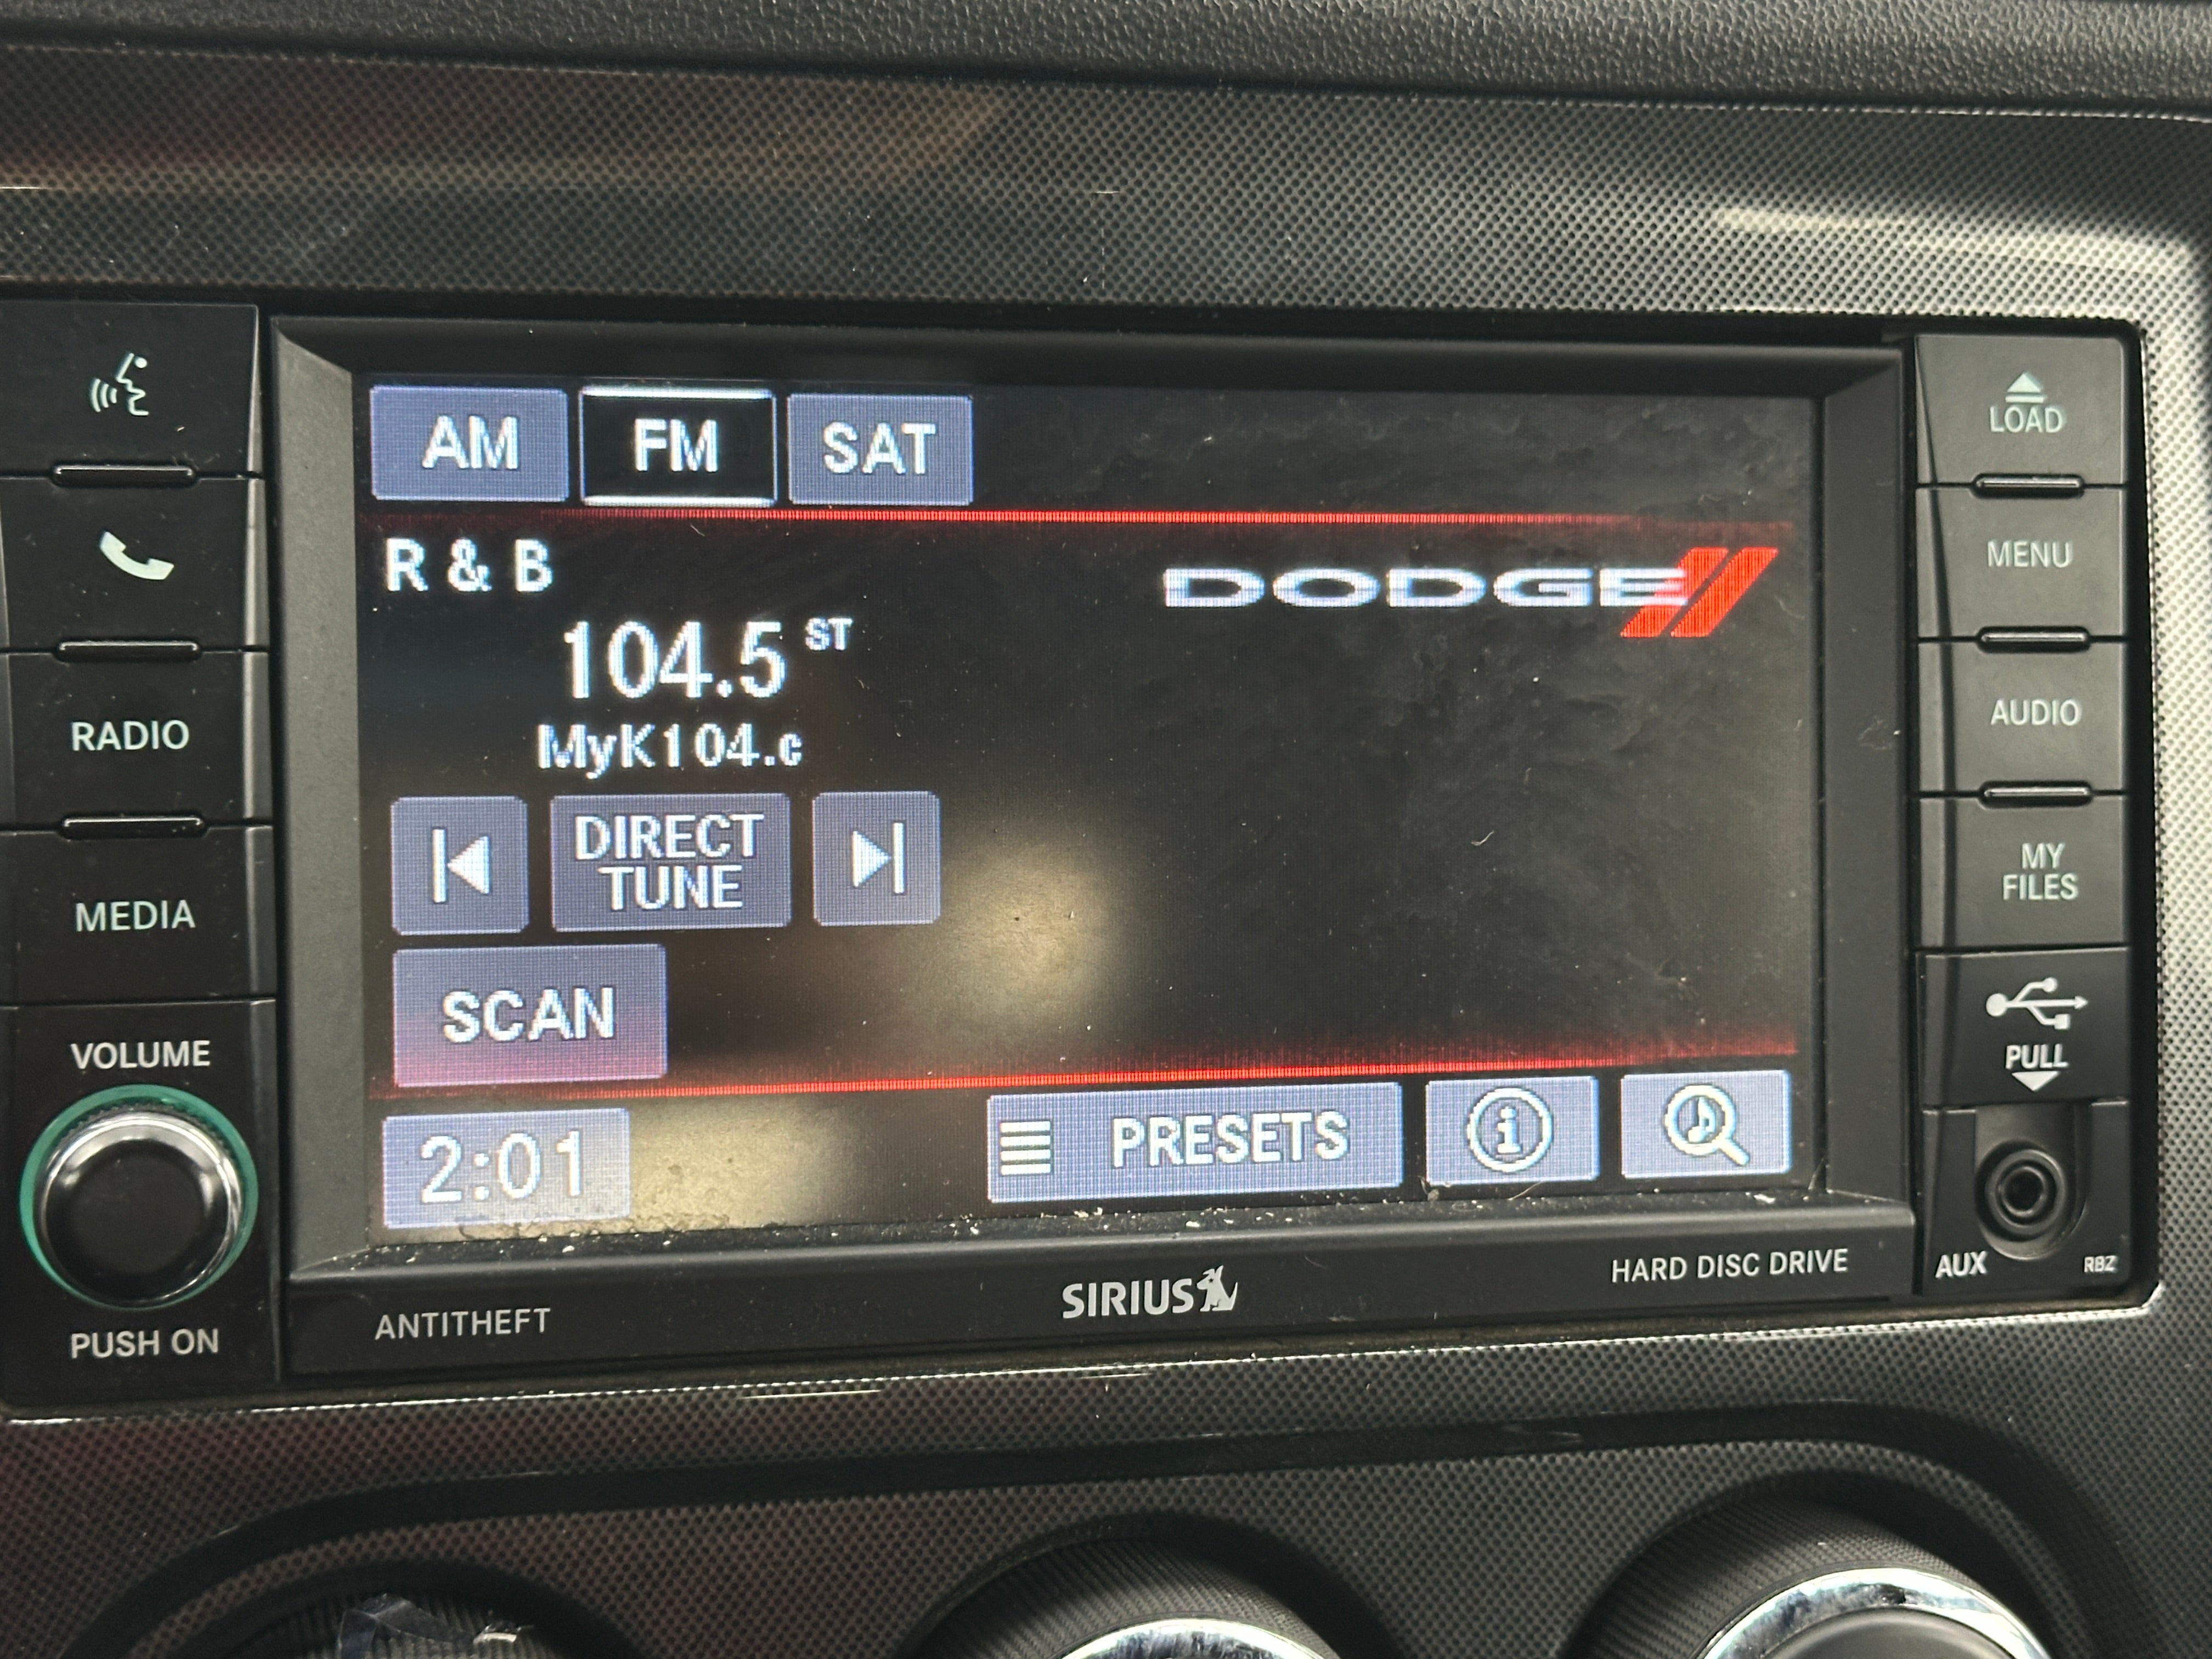 AM FM SAT
R & B
DODGE
104.5 ST
MyK104.c
DIRECT
TUNE
SCAN
2:01 PRESETS i
RADIO
MEDIA
VOLUME
PUSH ON
LOAD
MENU
AUDIO
MY
FILES
PULL
AUX RBZ
ANTITHEFT SIRIUS HARD DISC DRIVE